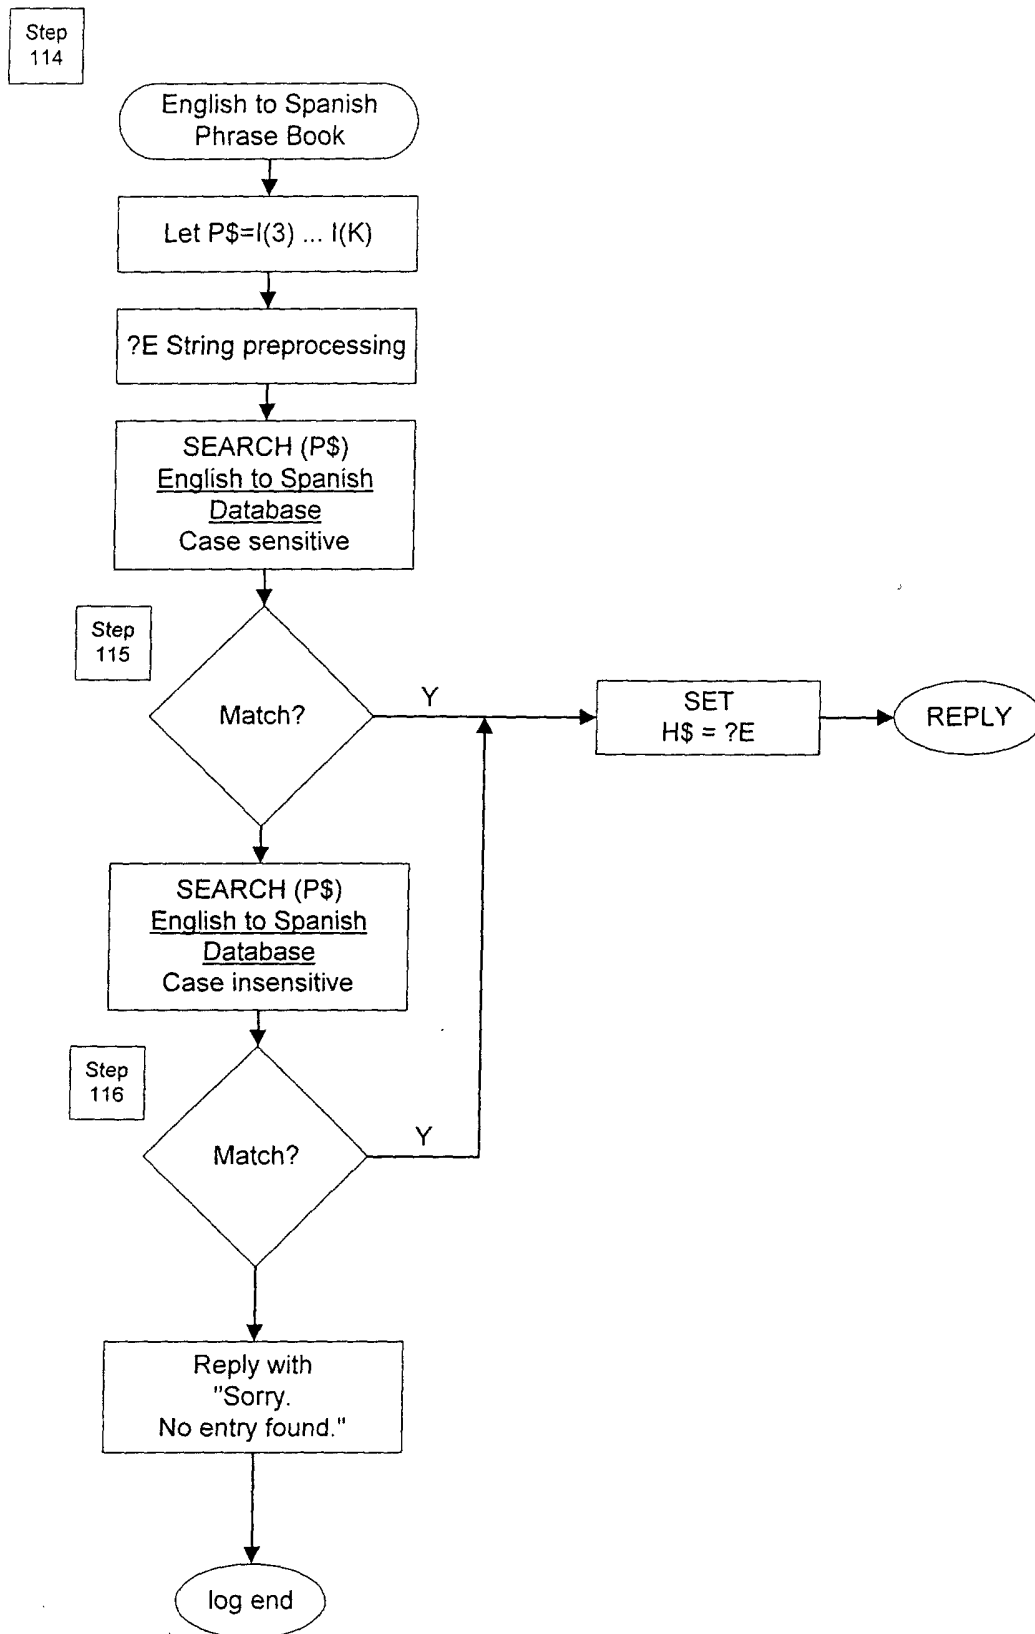 Step
114
English to Spanish
Phrase Book
Let P$=I(3) ... I(K)
?E String preprocessing
SEARCH (P$)
English to Spanish
Database
Case sensitive
Step
115
Match?
Y
SET
H$ = ?E
REPLY
SEARCH (P$)
English to Spanish
Database
Case insensitive
Step
116
Match?
Y
Reply with
"Sorry.
No entry found."
log end